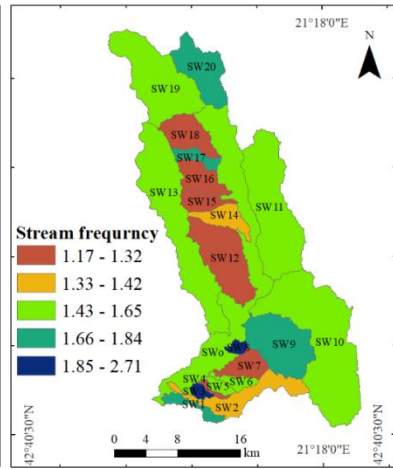 21°18'0"E
N
SW20
SW19
SW18
SW17
SW16
SW13
SW15
SW11
SW14
Stream frequrncy
1.17 - 1.32
1.33 - 1.42
1.43 - 1.65
1.66 - 1.84
1.85 - 2.71
SW12
SW9
SW10
SWo
SW7
SW4
SW6
SW5
SW2
42°40'30"N
42°40'30"N
0 4 8 16
km
21°18'0"E